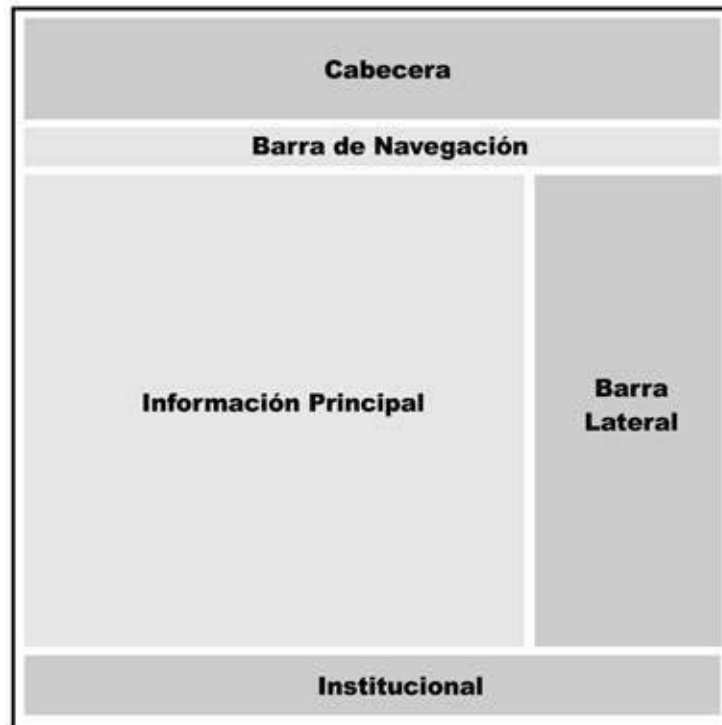 Cabecera
Barra de Navegación
Información Principal
Barra
Lateral
Institucional